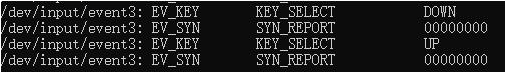 /dev/input/event3: EV_KEY KEY_SELECT DOWN
/dev/input/event3: EV_SYN SYN_REPORT 00000000
/dev/input/event3: EV_KEY KEY_SELECT UP
/dev/input/event3: EV_SYN SYN_REPORT 00000000